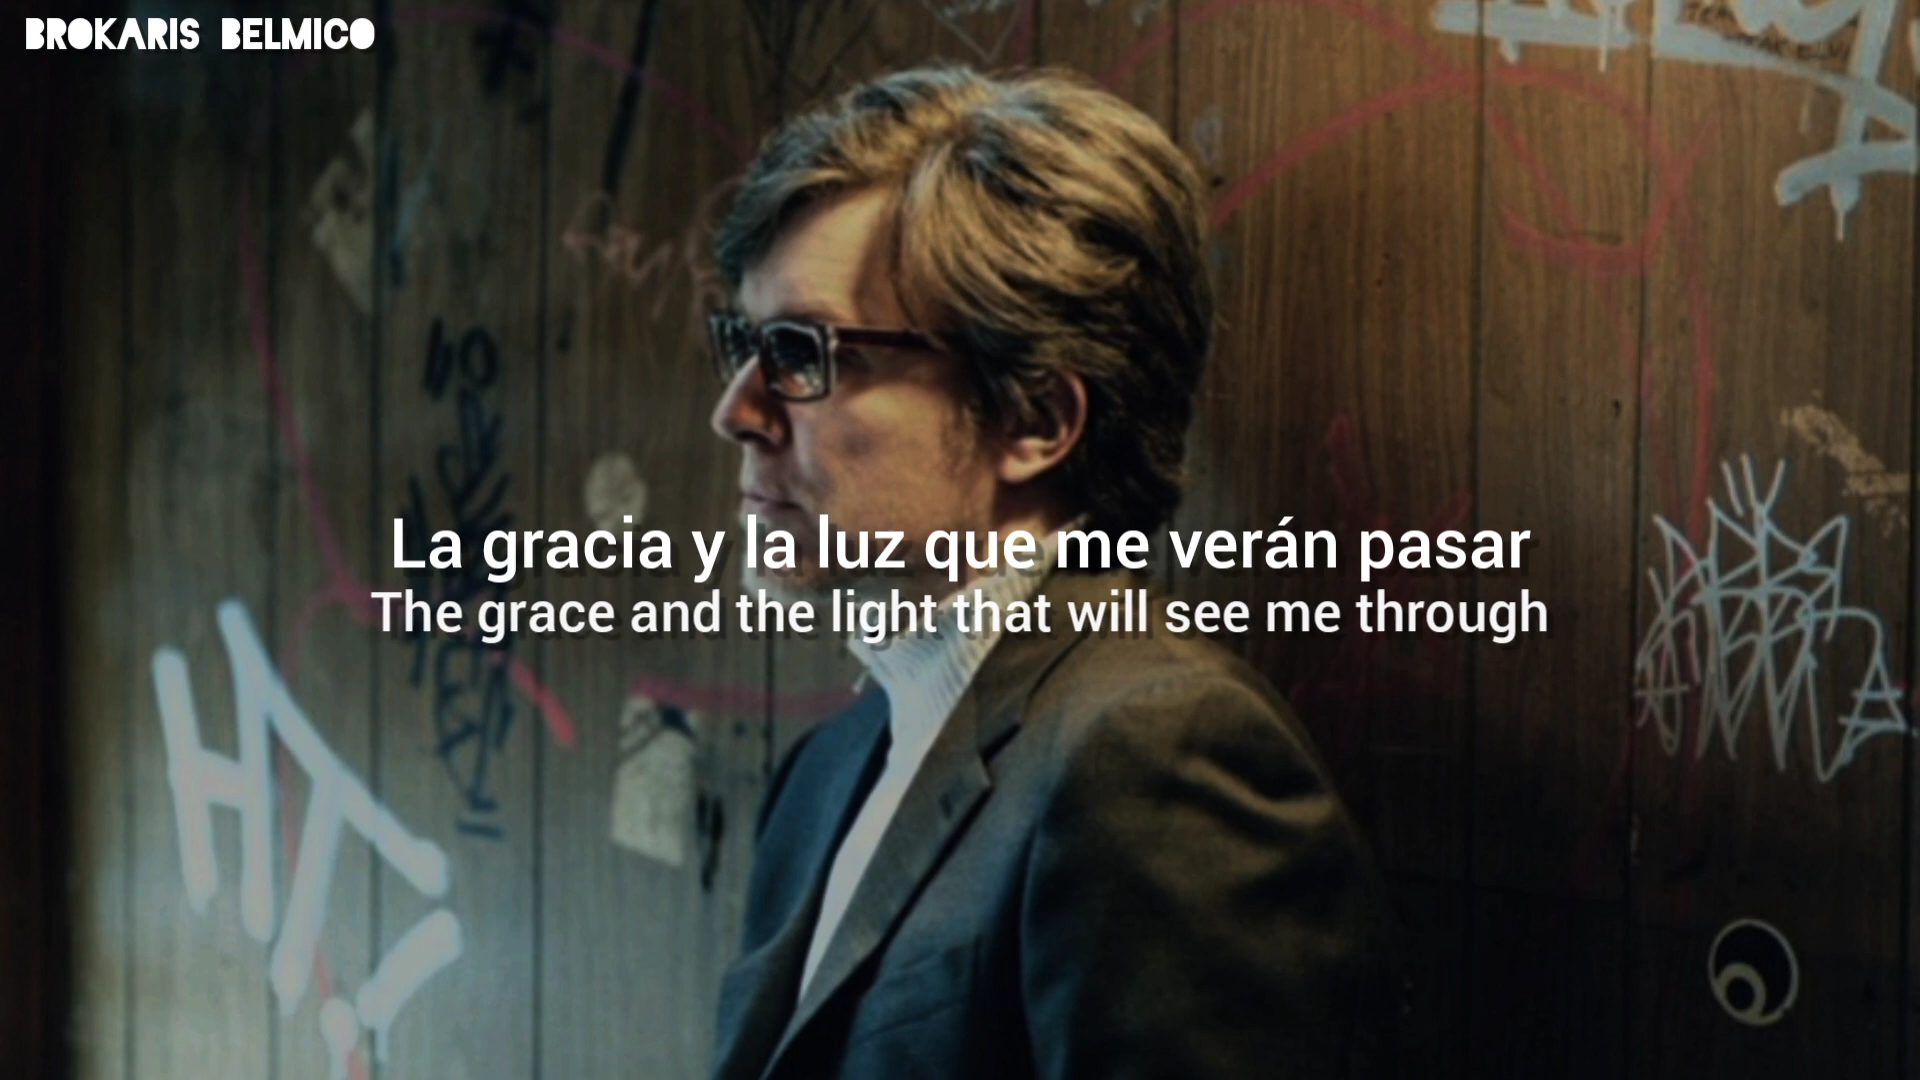 BROKARIS BELMICO
La gracia y la luz que me verán pasar
The grace and the light that will see me through